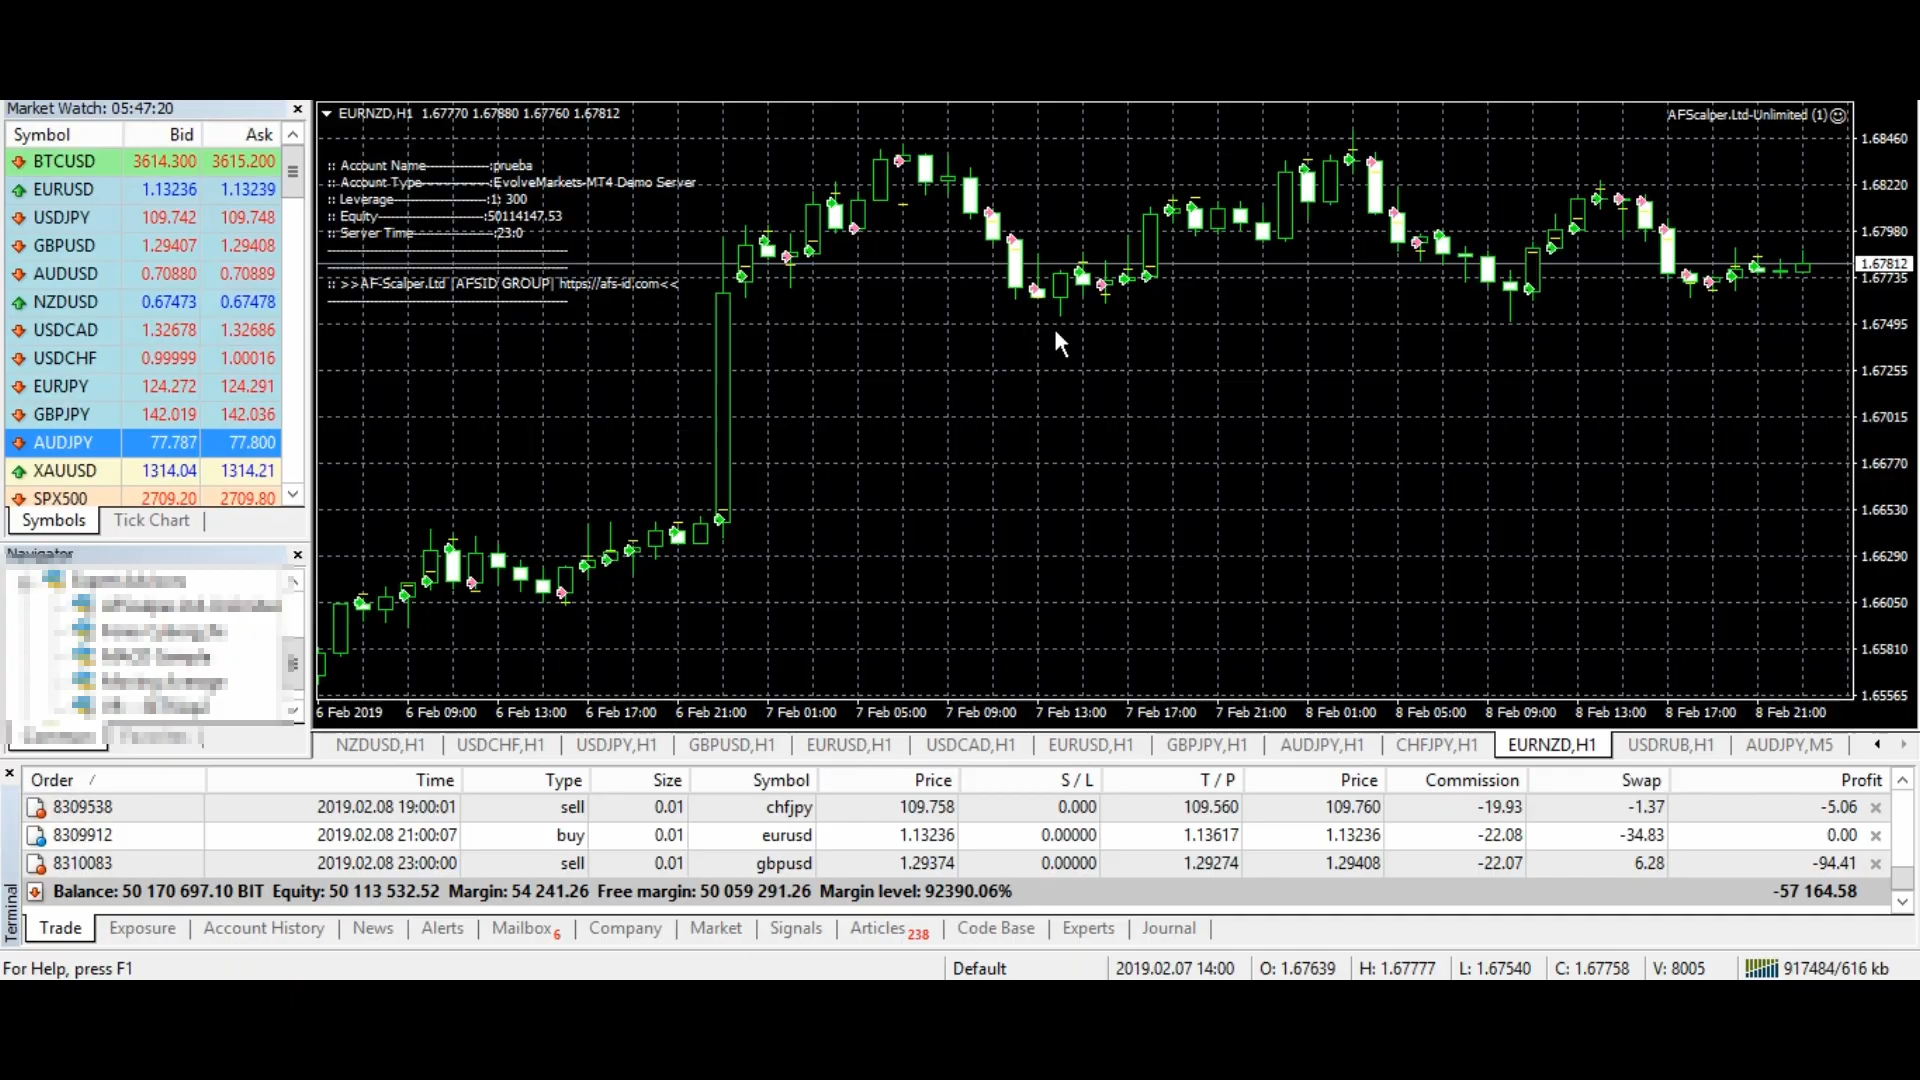 Market Watch: 05:47:20
Symbol Bid Ask
BTCUSD 3614.300 3615.200
EURUSD 1.13236 1.13239
USDJPY 109.742 109.748
GBPUSD 1.29407 1.29408
AUDUSD 0.70880 0.70889
NZDUSD 0.67473 0.67478
USDCAD 1.32678 1.32686
USDCHF 0.99999 1.00016
EURJPY 124.272 124.291
GBPJPY 142.019 142.036
AUDJPY 77.787 77.800
XAUUSD 1314.04 1314.21
SPX500 2709.20 2709.80
Symbols Tick Chart
Navigator
EURNZD,H1 1.67770 1.67880 1.67760 1.67812
AFScalper.Ltd-Unlimited (1)
:: Account Name---------------:prueba
:: Account Type---------------:EvolveMarkets-MT4 Demo Server
:: Leverage----------------------:1: 300
:: Equity-------------------------:50114147.53
:: Server Time------------------:23:0
:: >>AF-Scalper.Ltd |AFSID GROUP| https://afs-id.com<<
1.68460
1.68220
1.67980
1.67812
1.67735
1.67495
1.67255
1.67015
1.66770
1.66530
1.66290
1.66050
1.65810
1.65565
6 Feb 2019 6 Feb 09:00 6 Feb 13:00 6 Feb 17:00 6 Feb 21:00 7 Feb 01:00 7 Feb 05:00 7 Feb 09:00 7 Feb 13:00 7 Feb 17:00 7 Feb 21:00 8 Feb 01:00 8 Feb 05:00 8 Feb 09:00 8 Feb 13:00 8 Feb 17:00 8 Feb 21:00
NZDUSD,H1 USDCHF,H1 USDJPY,H1 GBPUSD,H1 EURUSD,H1 USDCAD,H1 EURUSD,H1 GBPJPY,H1 AUDJPY,H1 CHFJPY,H1 EURNZD,H1 USDRUB,H1 AUDJPY,M5
Order / Time Type Size Symbol Price S / L T / P Price Commission Swap Profit
8309538 2019.02.08 19:00:01 sell 0.01 chfjpy 109.758 0.000 109.560 109.760 -19.93 -1.37 -5.06
8309912 2019.02.08 21:00:07 buy 0.01 eurusd 1.13236 0.00000 1.13617 1.13236 -22.08 -34.83 0.00
8310083 2019.02.08 23:00:00 sell 0.01 gbpusd 1.29374 0.00000 1.29274 1.29408 -22.07 6.28 -94.41
Balance: 50 170 697.10 BIT Equity: 50 113 532.52 Margin: 54 241.26 Free margin: 50 059 291.26 Margin level: 92390.06% -57 164.58
Terminal
Trade Exposure Account History News Alerts Mailbox 6 Company Market Signals Articles 238 Code Base Experts Journal
For Help, press F1 Default 2019.02.07 14:00 O: 1.67639 H: 1.67777 L: 1.67540 C: 1.67758 V: 8005 917484/616 kb